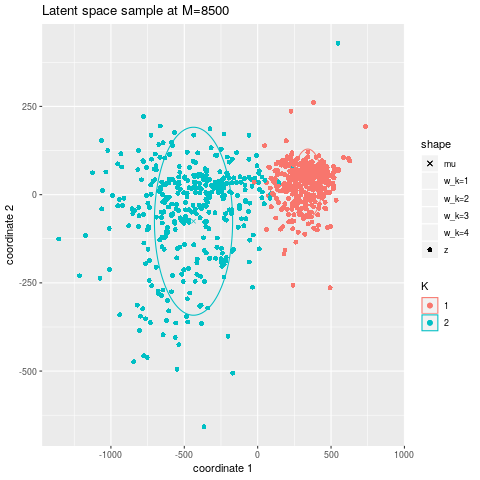 Latent space sample at M=8500
250
0
-250
-500
coordinate 2
-1000
-500
0
500
1000
coordinate 1
shape
mu
w_k=1
w_k=2
w_k=3
w_k=4
z
K
1
2